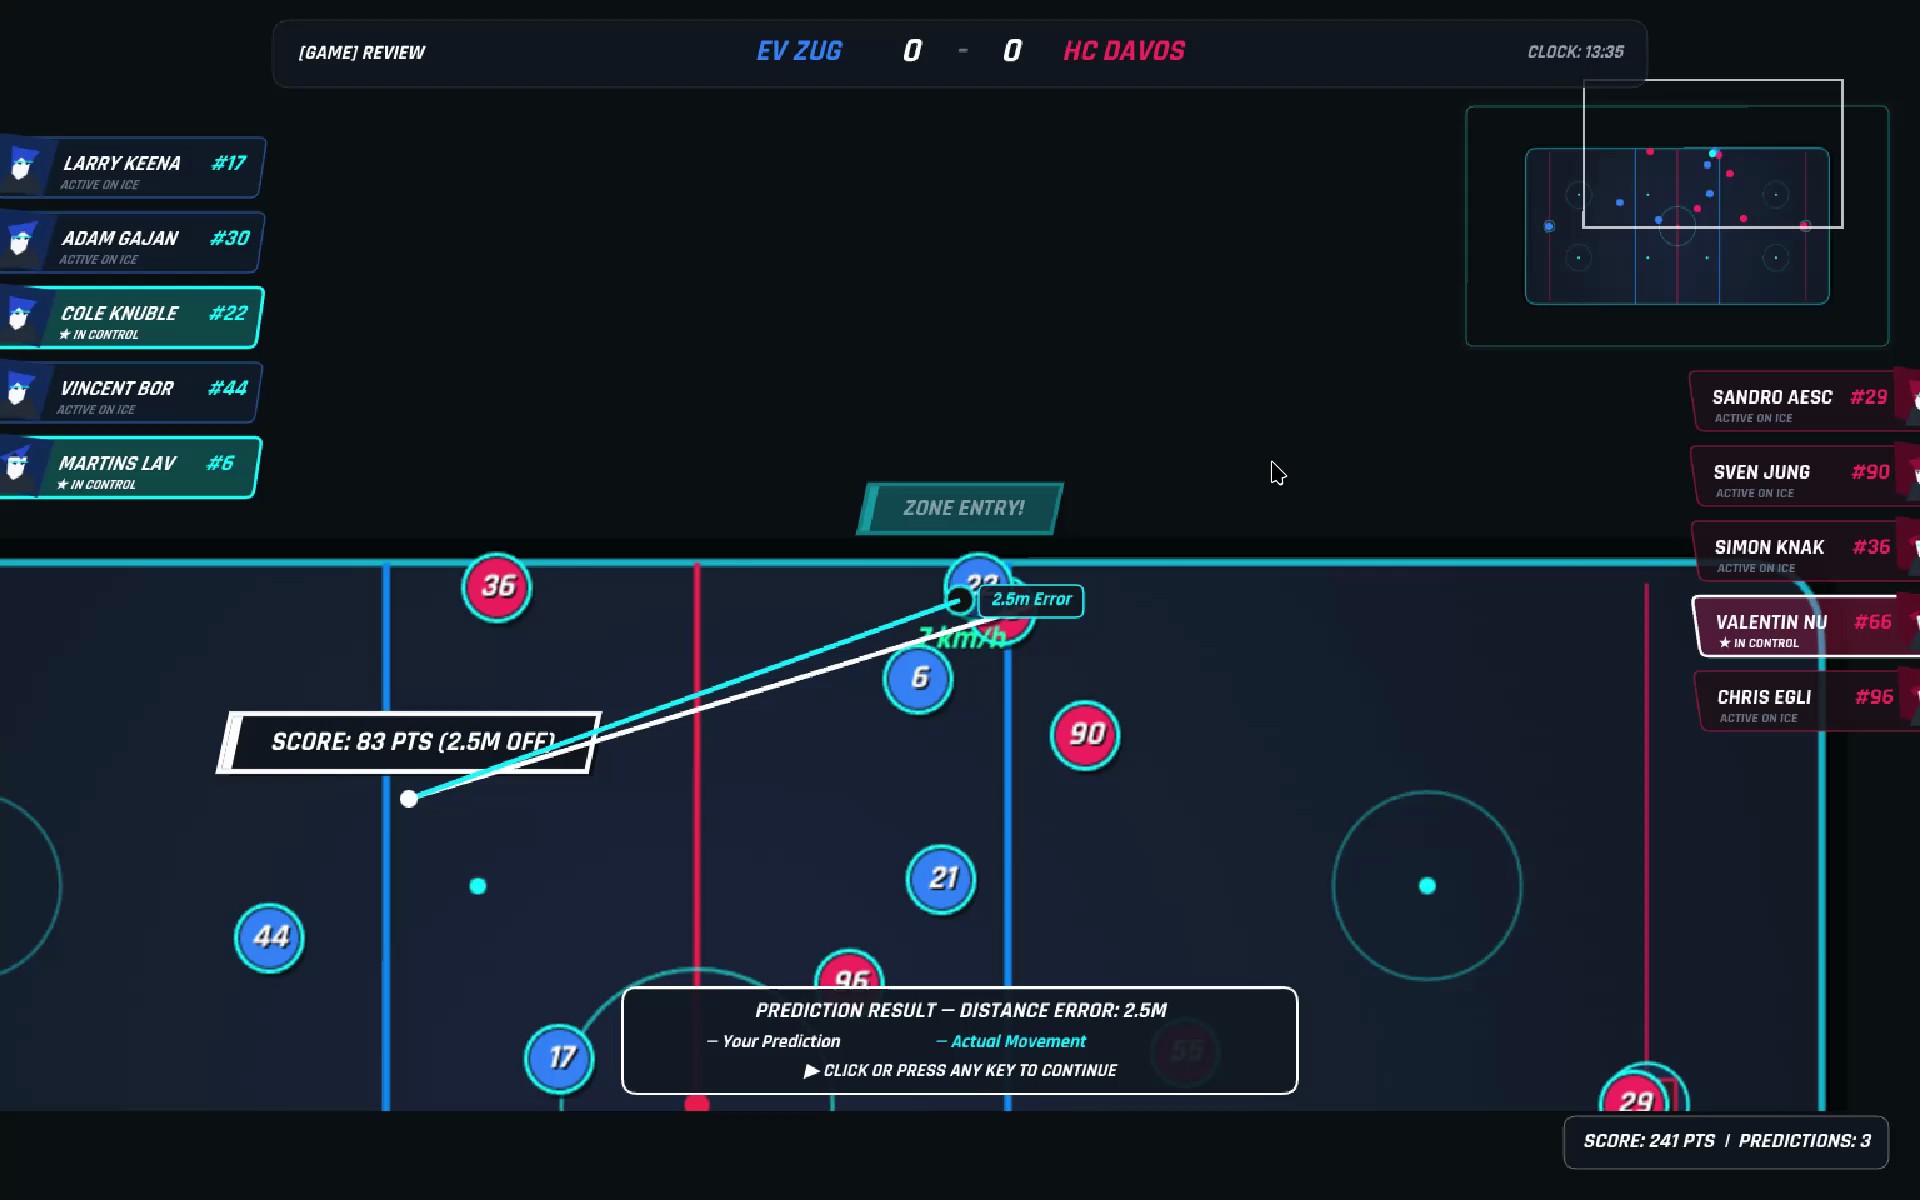 [GAME] REVIEW
EV ZUG 0 - 0 HC DAVOS
CLOCK: 13:35
LARRY KEENA #17
ACTIVE ON ICE
ADAM GAJAN #30
ACTIVE ON ICE
COLE KNUBLE #22
★ IN CONTROL
VINCENT BOR #44
ACTIVE ON ICE
MARTINS LAV #6
★ IN CONTROL
SANDRO AESC #29
ACTIVE ON ICE
SVEN JUNG #90
ACTIVE ON ICE
SIMON KNAK #36
ACTIVE ON ICE
VALENTIN NU #66
★ IN CONTROL
CHRIS EGLI #96
ACTIVE ON ICE
ZONE ENTRY!
36
22
2.5m Error
7 km/h
6
90
SCORE: 83 PTS (2.5M OFF)
21
44
96
17
55
29
PREDICTION RESULT — DISTANCE ERROR: 2.5M
— Your Prediction — Actual Movement
▶ CLICK OR PRESS ANY KEY TO CONTINUE
SCORE: 241 PTS / PREDICTIONS: 3